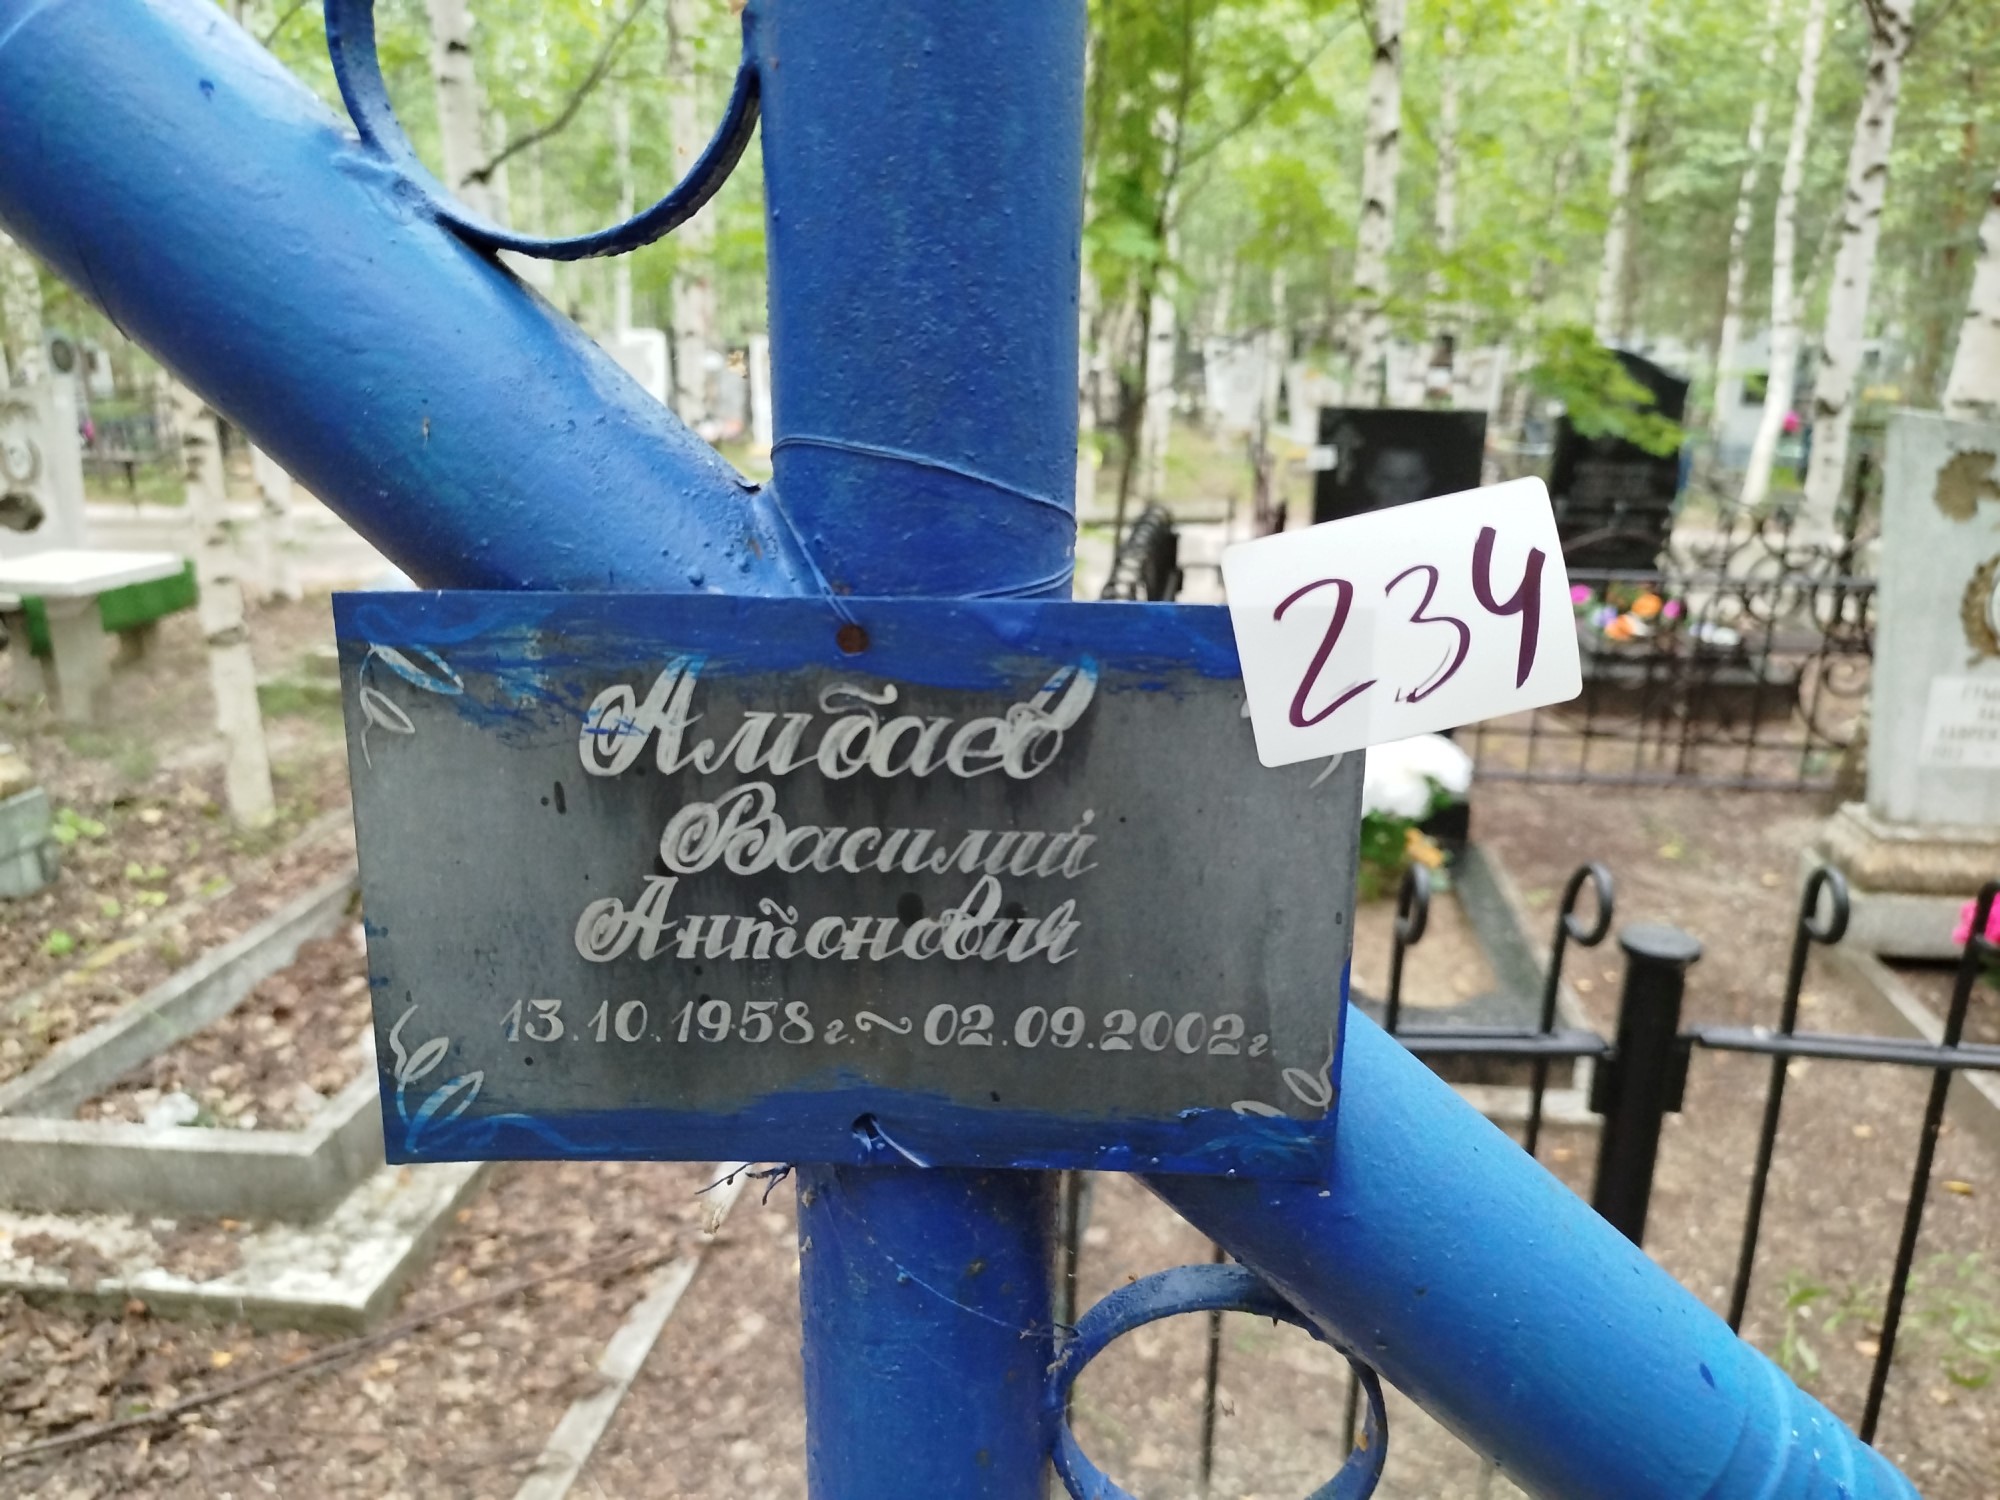 234
Амбаев
Василий
Антонович
13.10.1958г.~02.09.2002г.